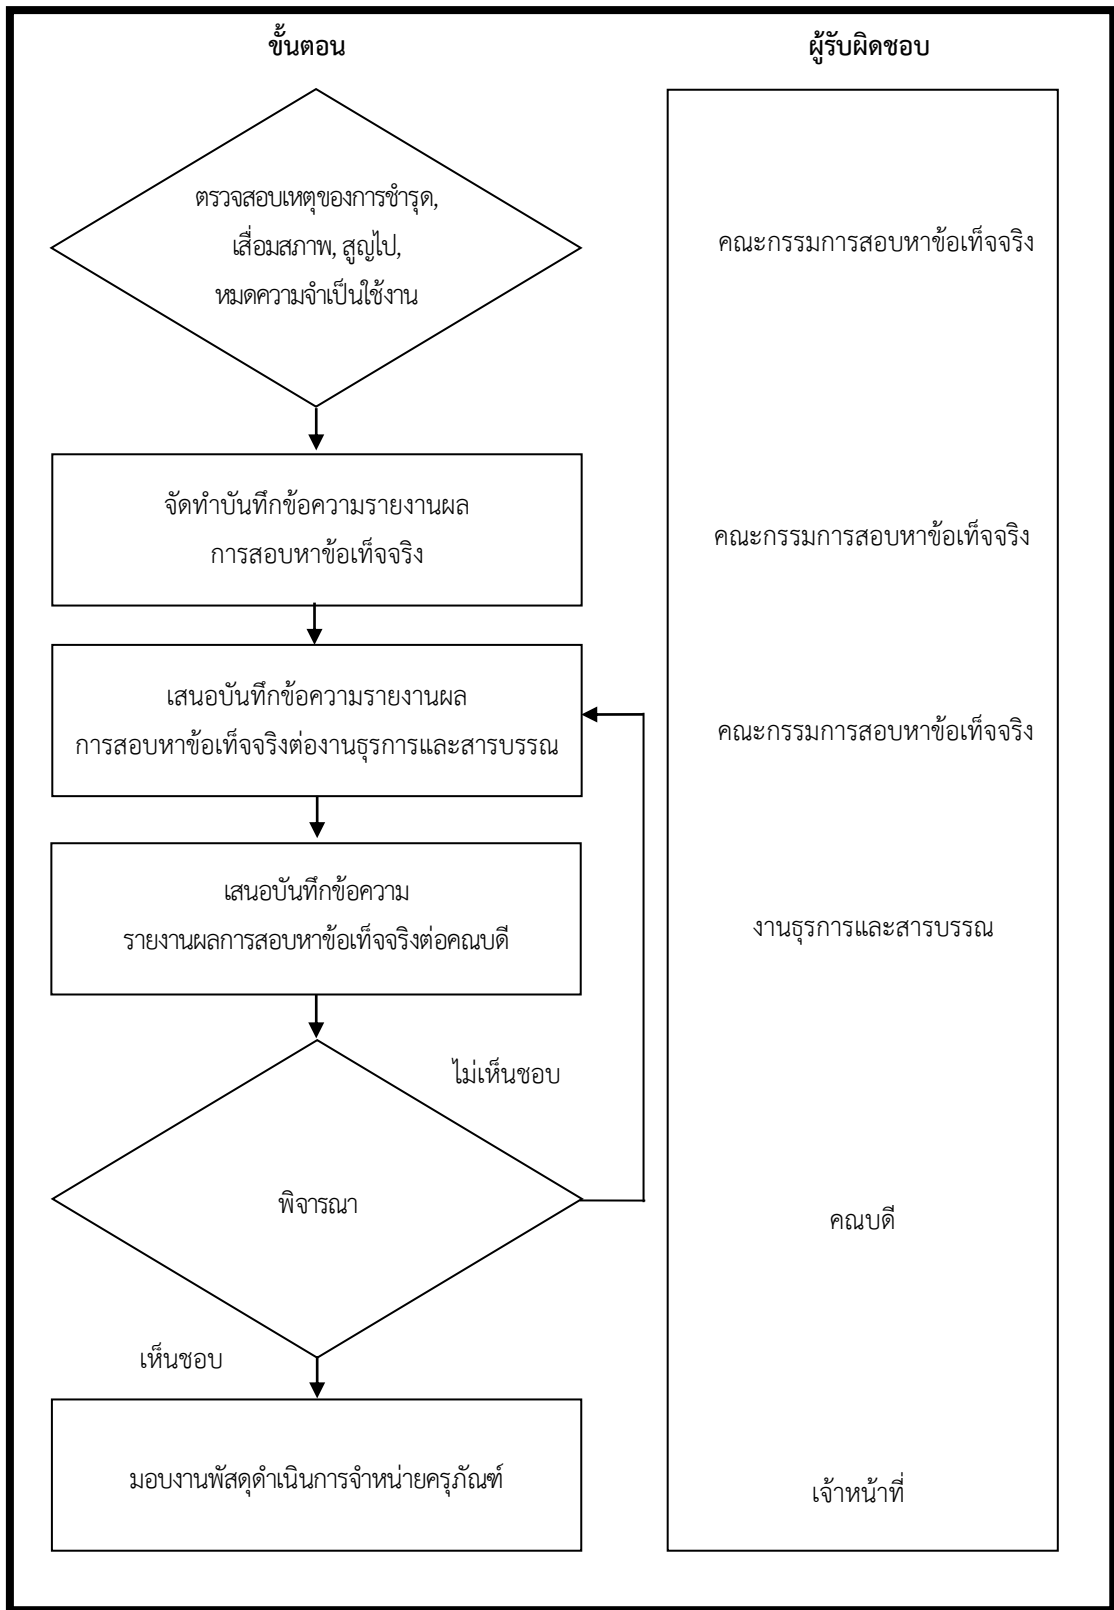 ขั้นตอน
ผู้รับผิดชอบ
ตรวจสอบเหตุของการชำรุด,
เสื่อมสภาพ, สูญไป,
หมดความจำเป็นใช้งาน
คณะกรรมการสอบหาข้อเท็จจริง
จัดทำบันทึกข้อความรายงานผล
การสอบหาข้อเท็จจริง
คณะกรรมการสอบหาข้อเท็จจริง
เสนอบันทึกข้อความรายงานผล
การสอบหาข้อเท็จจริงต่องานธุรการและสารบรรณ
คณะกรรมการสอบหาข้อเท็จจริง
เสนอบันทึกข้อความ
รายงานผลการสอบหาข้อเท็จจริงต่อคณบดี
งานธุรการและสารบรรณ
ไม่เห็นชอบ
พิจารณา
คณบดี
เห็นชอบ
มอบงานพัสดุดำเนินการจำหน่ายครุภัณฑ์
เจ้าหน้าที่